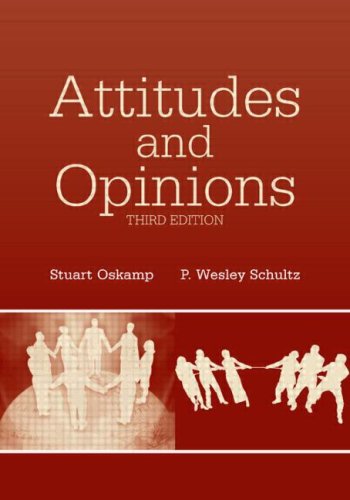 Attitudes
and
Opinions
THIRD EDITION
Stuart Oskamp P. Wesley Schultz